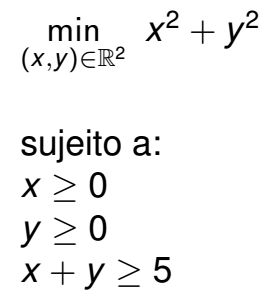 min x² + y²
(x,y)∈ℝ²
sujeito a:
x ≥ 0
y ≥ 0
x + y ≥ 5